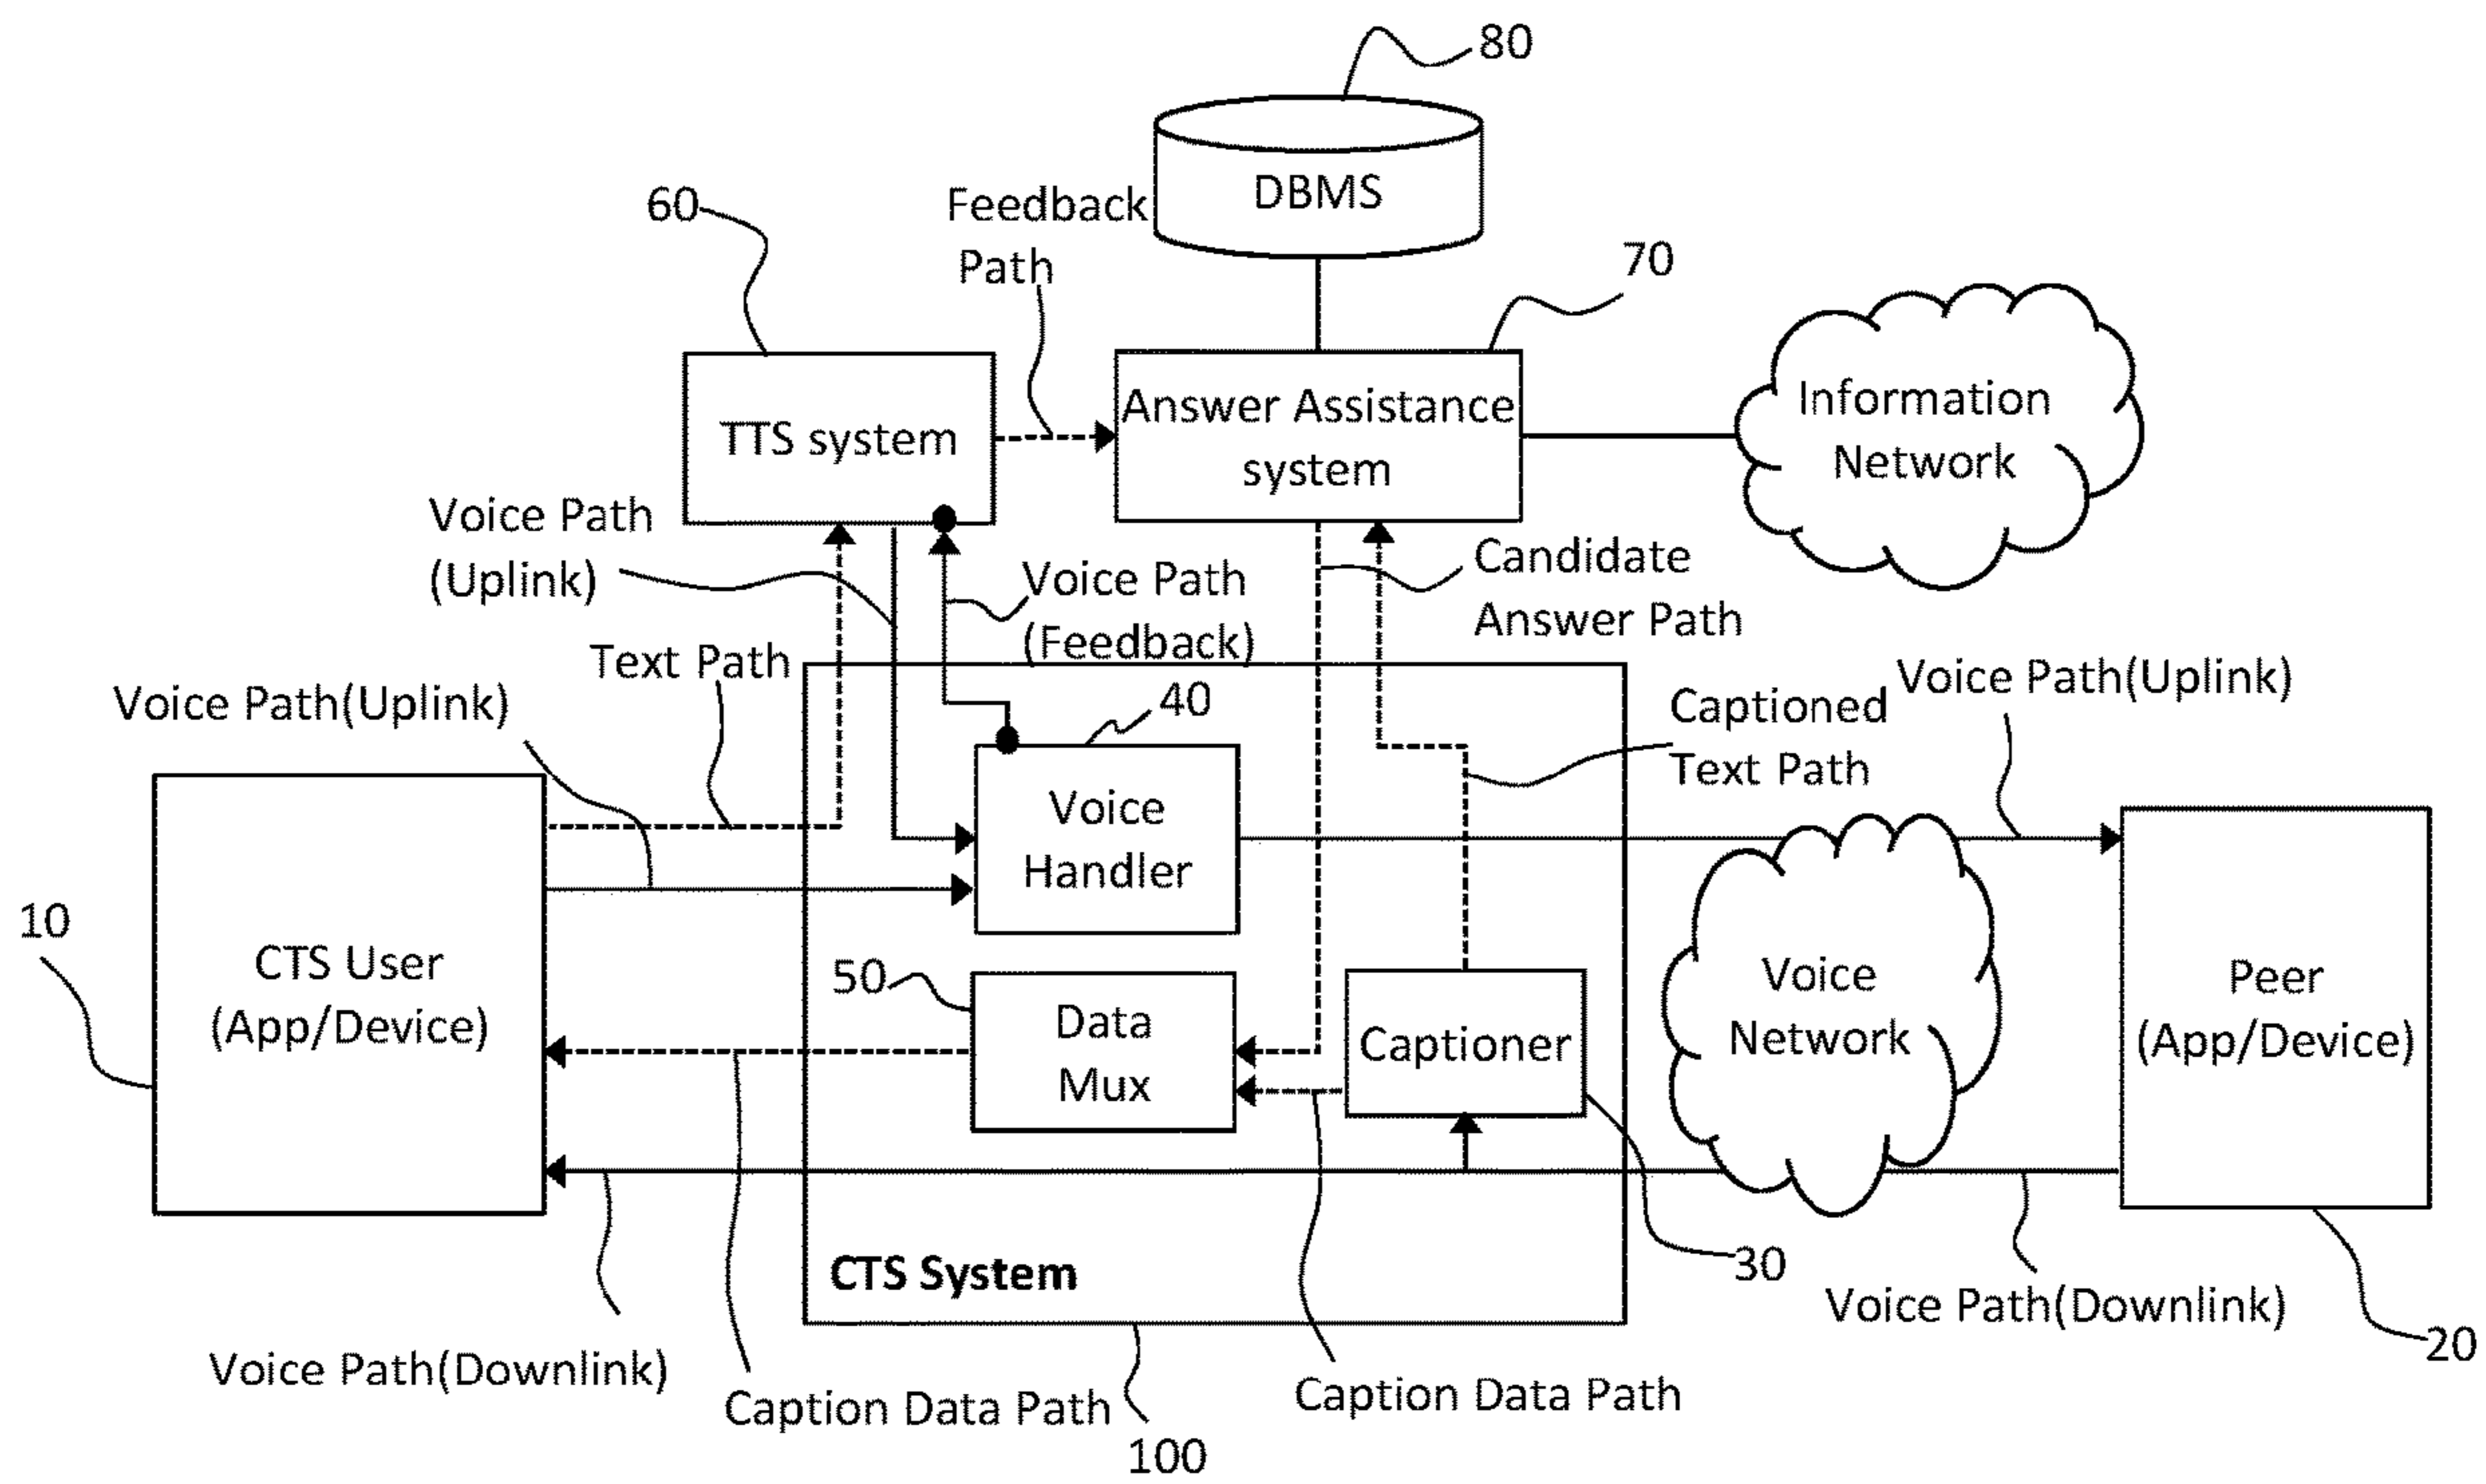 80
DBMS
60
Feedback
Path
70
TTS system
Answer Assistance
system
Information
Network
Voice Path
(Uplink)
Voice Path
(Feedback)
Candidate
Answer Path
Text Path
Voice Path(Uplink)
40
Captioned
Text Path
Voice Path(Uplink)
Voice
Handler
10
CTS User
(App/Device)
50
Data
Mux
Captioner
Voice
Network
Peer
(App/Device)
CTS System
30
Voice Path(Downlink)
20
Voice Path(Downlink)
Caption Data Path
Caption Data Path
100